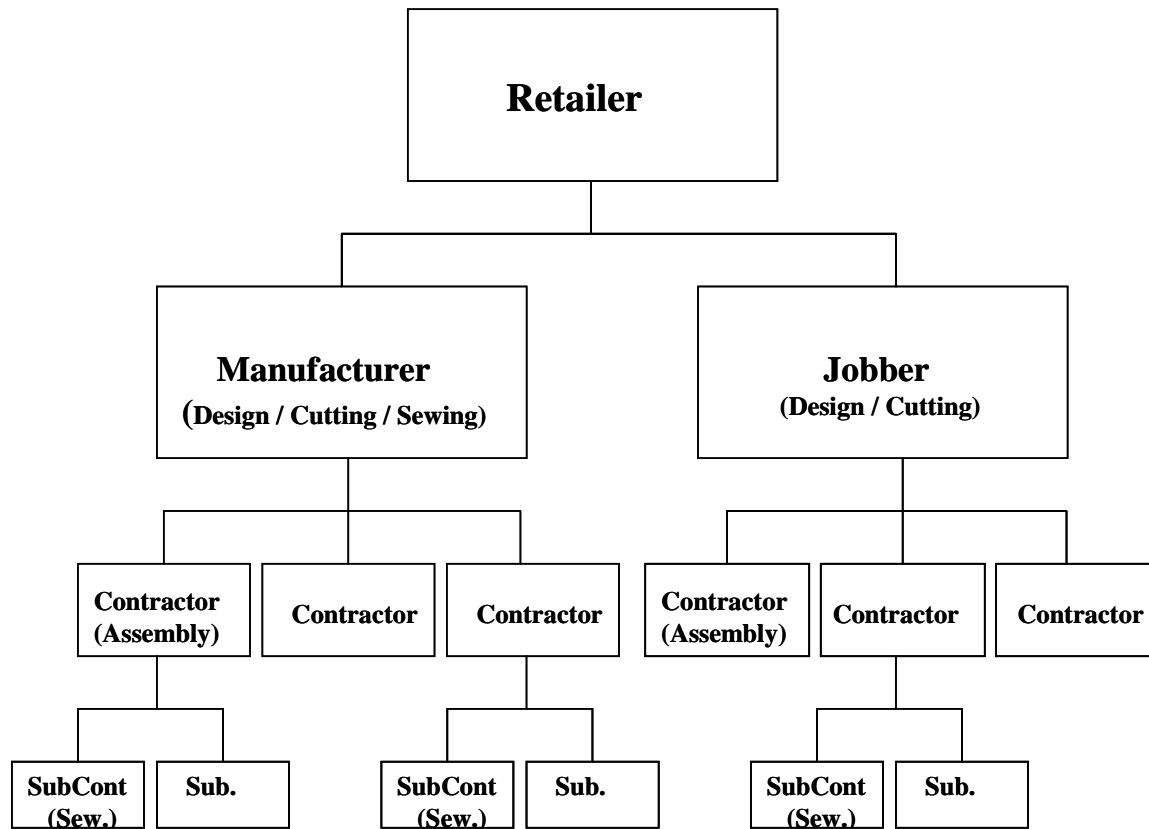 Retailer
Manufacturer
(Design / Cutting / Sewing)
Jobber
(Design / Cutting)
Contractor
(Assembly)
Contractor
Contractor
Contractor
(Assembly)
Contractor
Contractor
SubCont
(Sew.)
Sub.
SubCont
(Sew.)
Sub.
SubCont
(Sew.)
Sub.